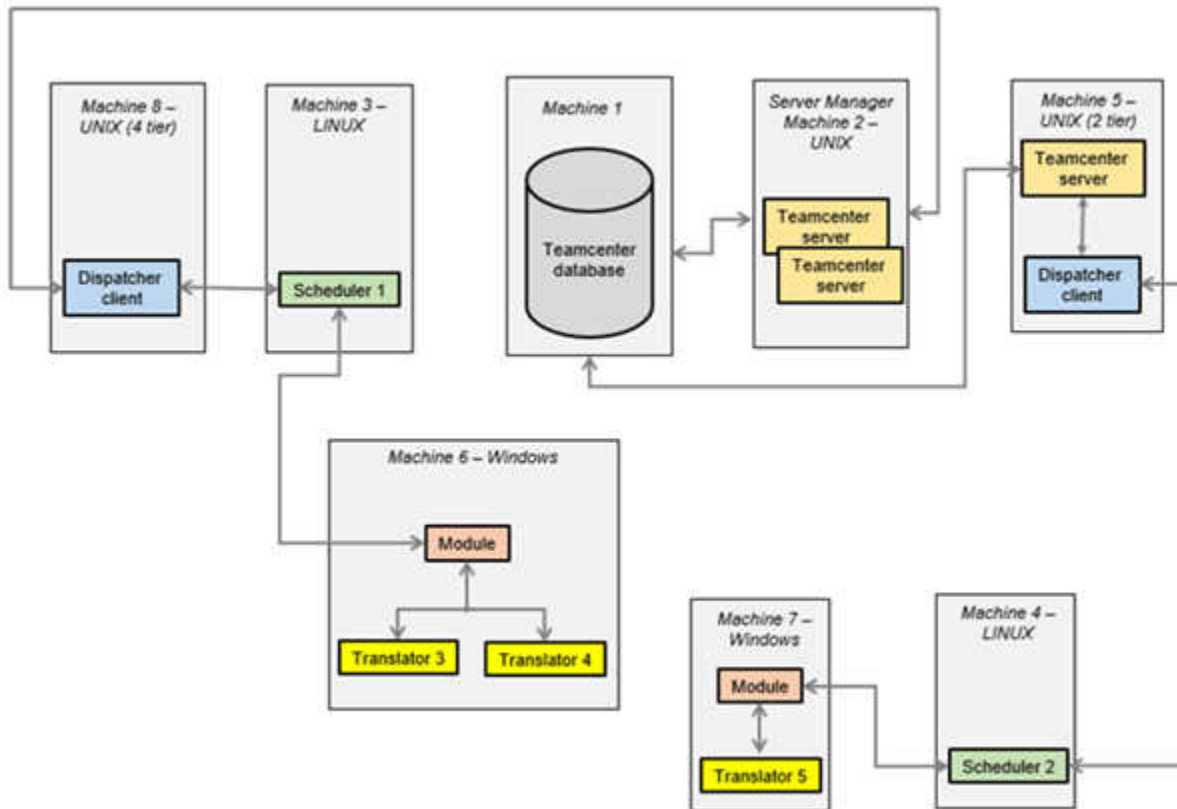 Machine 8 –
UNIX (4 tier)
Dispatcher
client
Machine 3 –
LINUX
Scheduler 1
Machine 1
Teamcenter
database
Server Manager
Machine 2 –
UNIX
Teamcenter
server
Teamcenter
server
Machine 5 –
UNIX (2 tier)
Teamcenter
server
Dispatcher
client
Machine 6 – Windows
Module
Translator 3
Translator 4
Machine 7 –
Windows
Module
Translator 5
Machine 4 –
LINUX
Scheduler 2